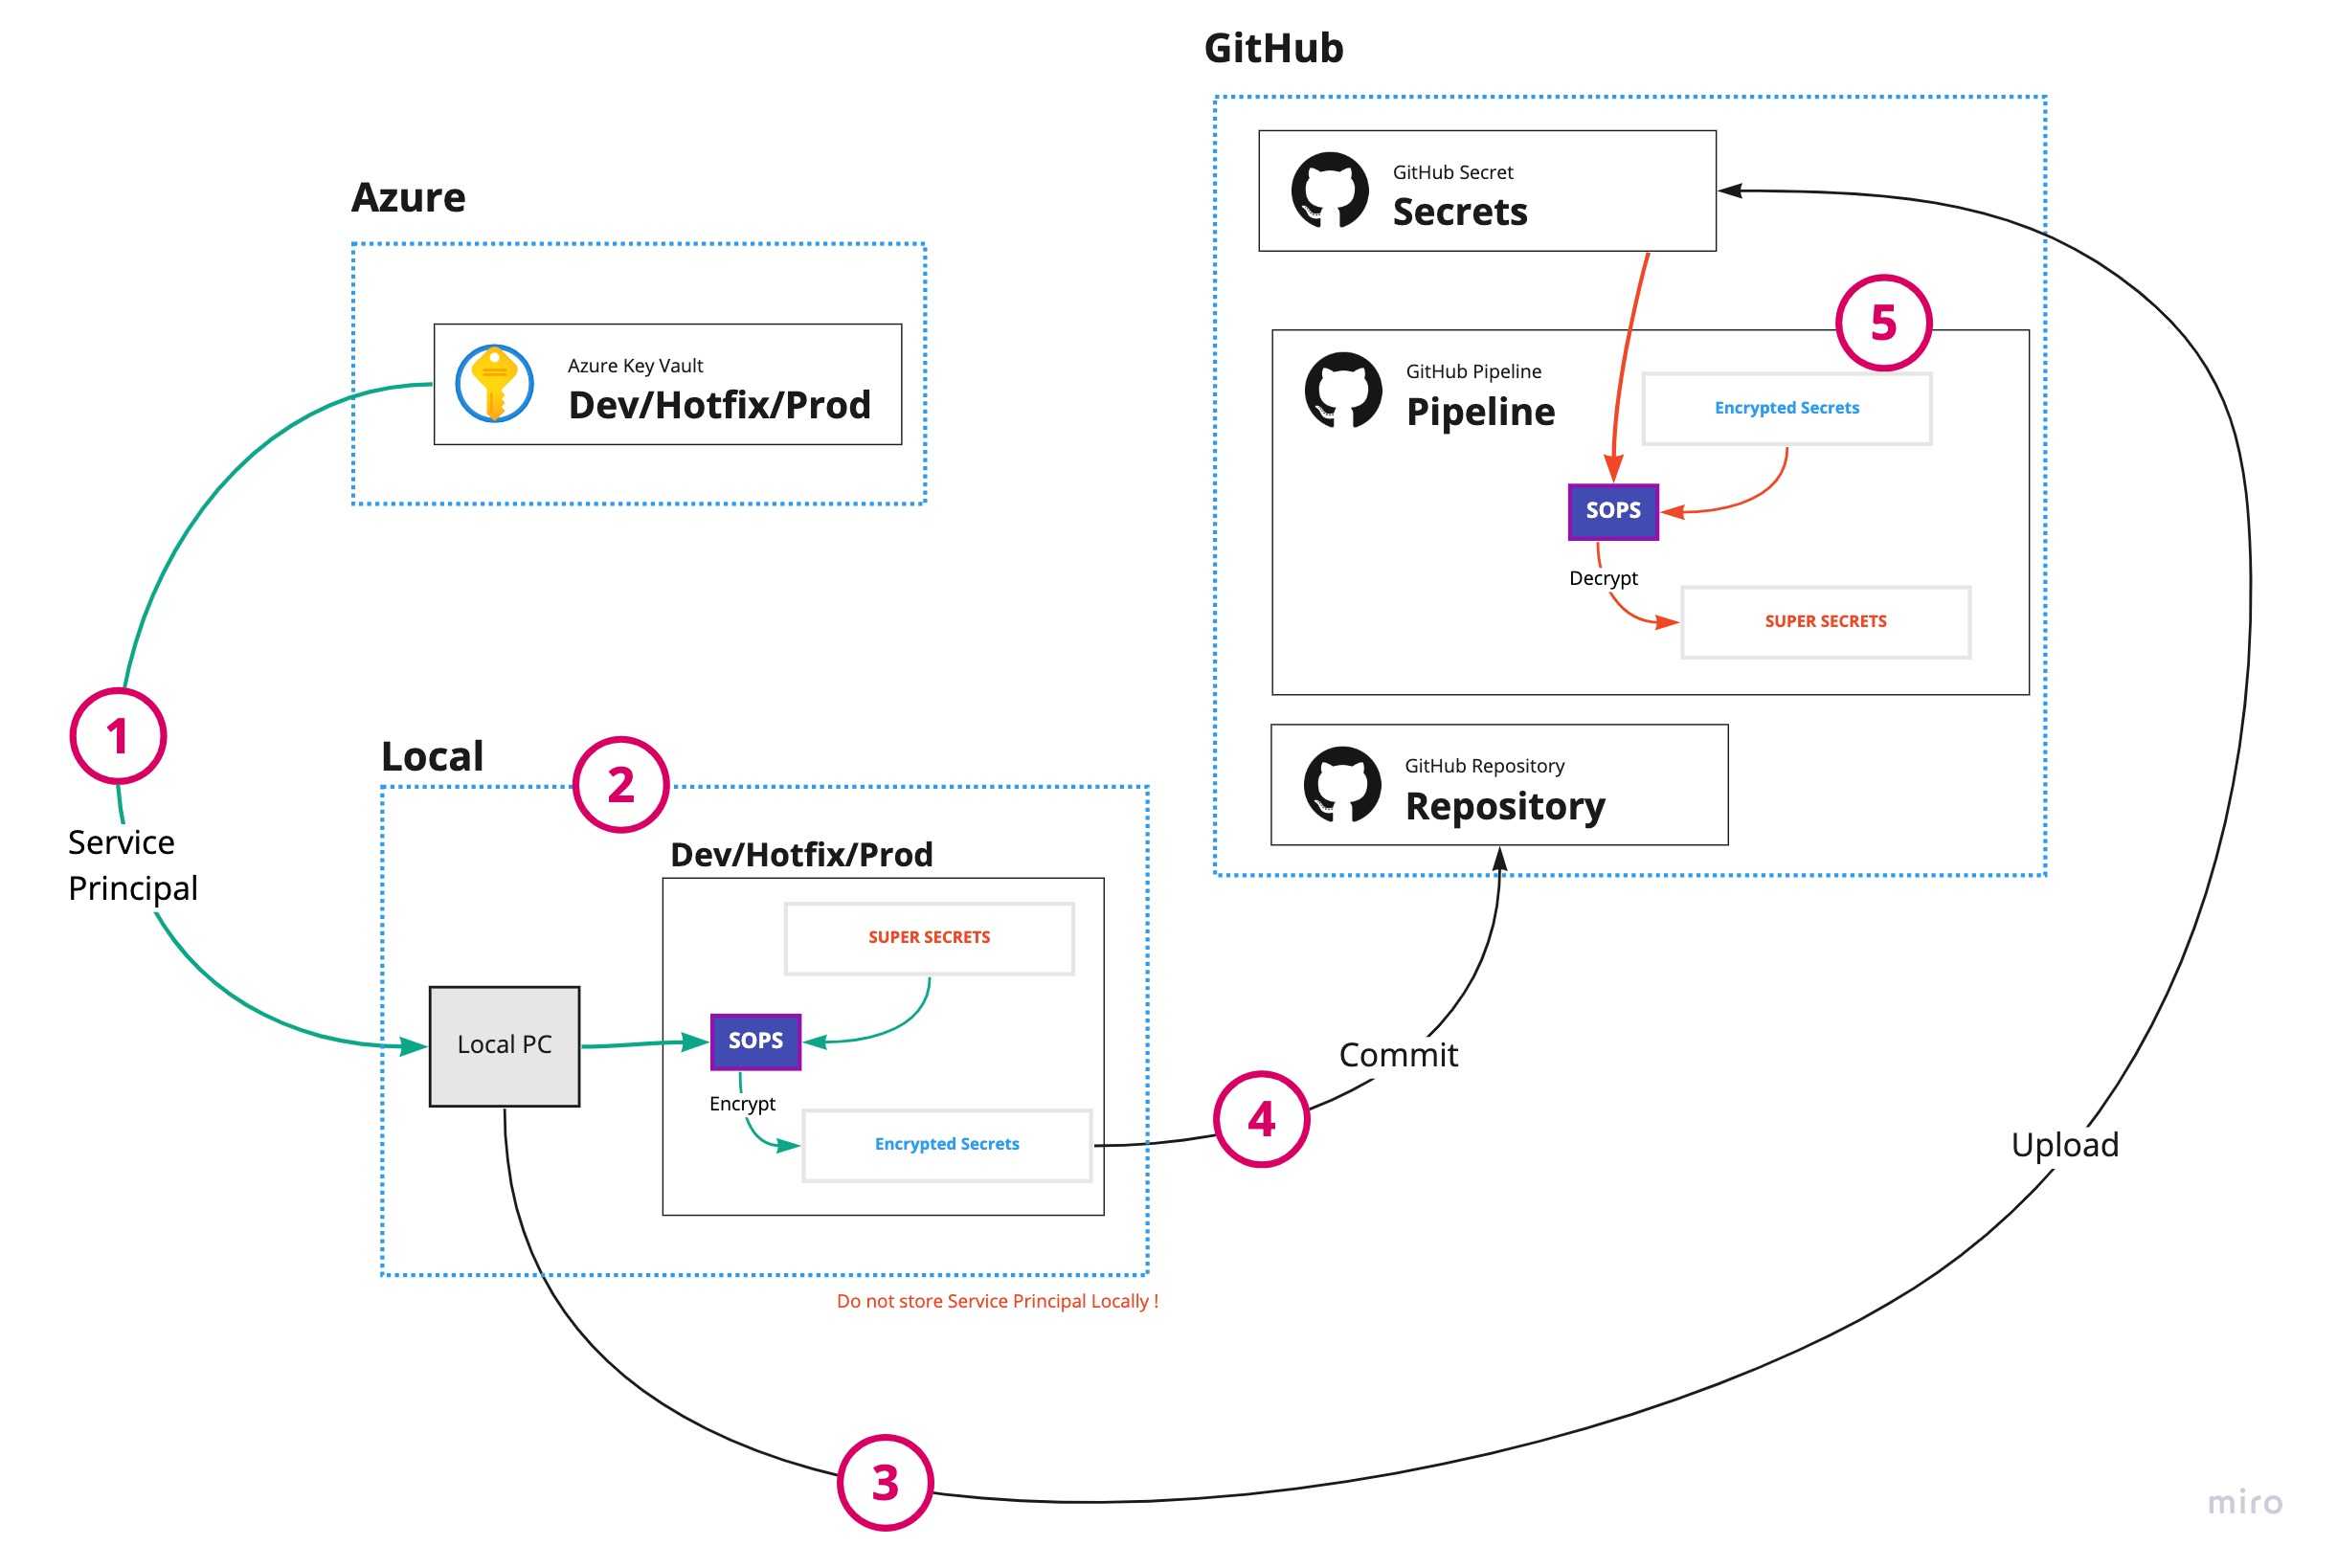 GitHub
GitHub Secret
Secrets
Azure
5
GitHub Pipeline
Pipeline
Encrypted Secrets
Azure Key Vault
Dev/Hotfix/Prod
SOPS
Decrypt
SUPER SECRETS
1
Service
Principal
Local
2
GitHub Repository
Repository
Dev/Hotfix/Prod
SUPER SECRETS
Local PC
SOPS
Encrypt
Encrypted Secrets
Commit
4
Upload
Do not store Service Principal Locally !
3
miro